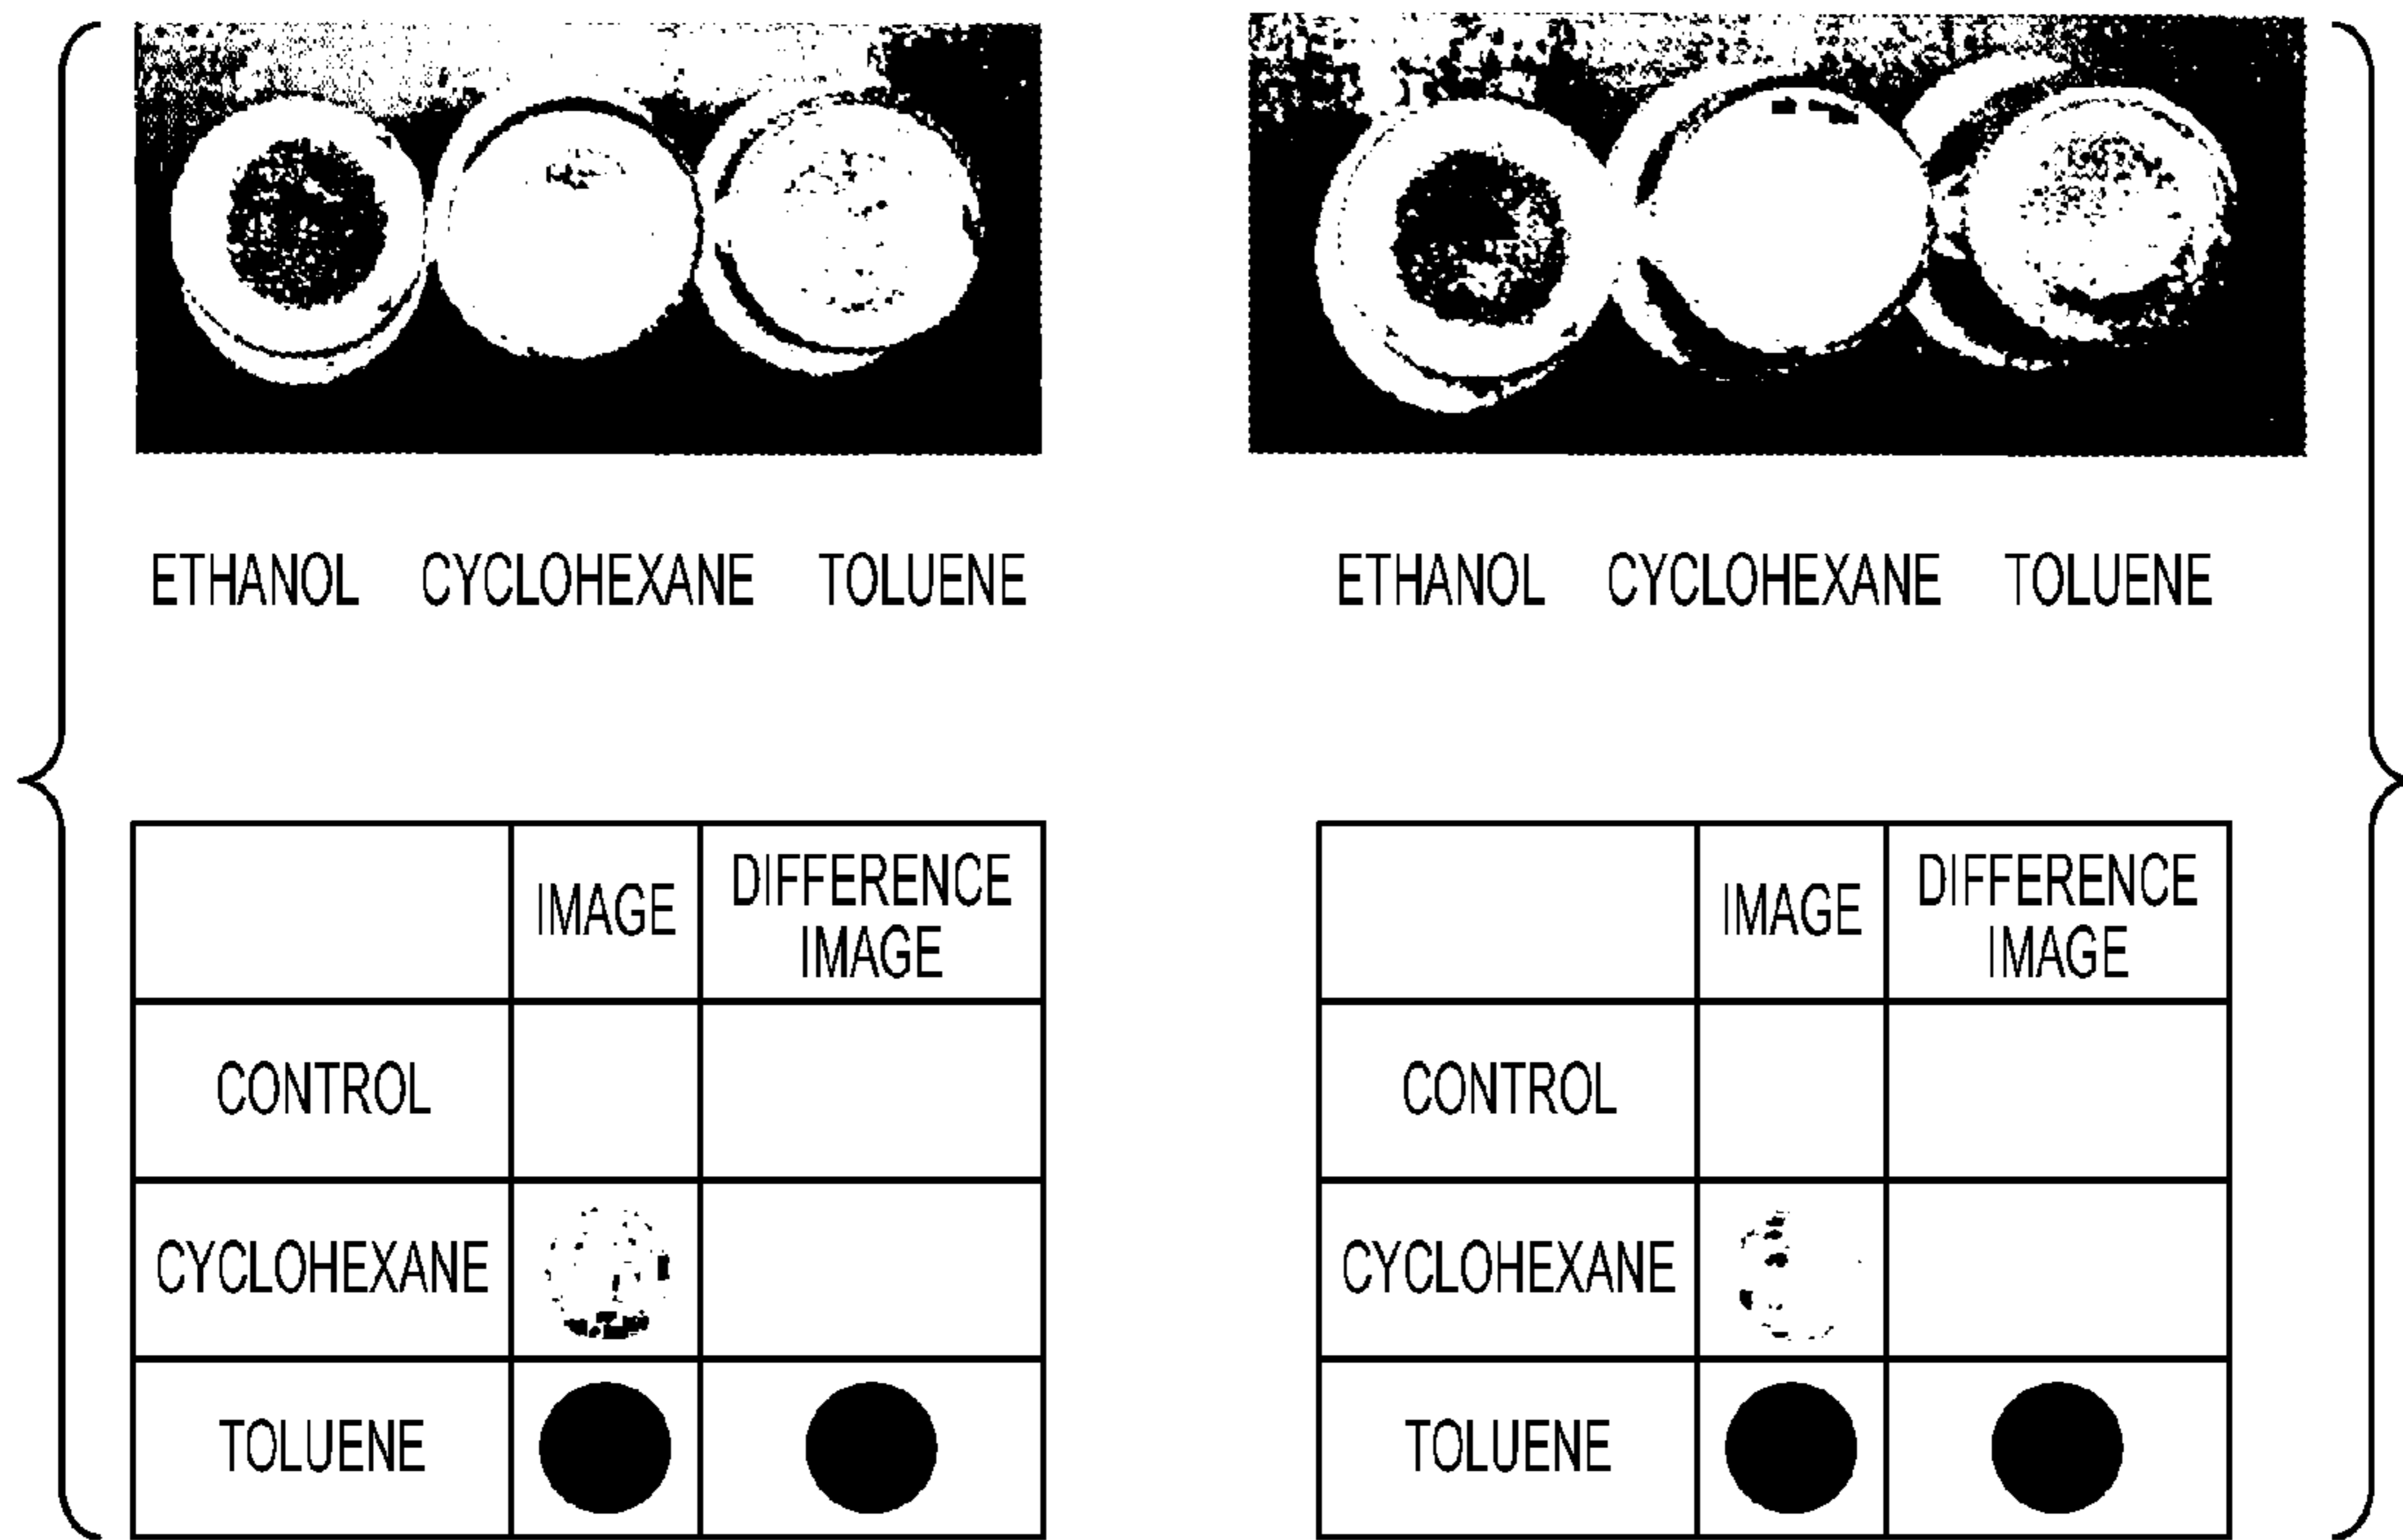 ETHANOL CYCLOHEXANE TOLUENE
ETHANOL CYCLOHEXANE TOLUENE
IMAGE
DIFFERENCE
IMAGE
CONTROL
CYCLOHEXANE
TOLUENE
IMAGE
DIFFERENCE
IMAGE
CONTROL
CYCLOHEXANE
TOLUENE